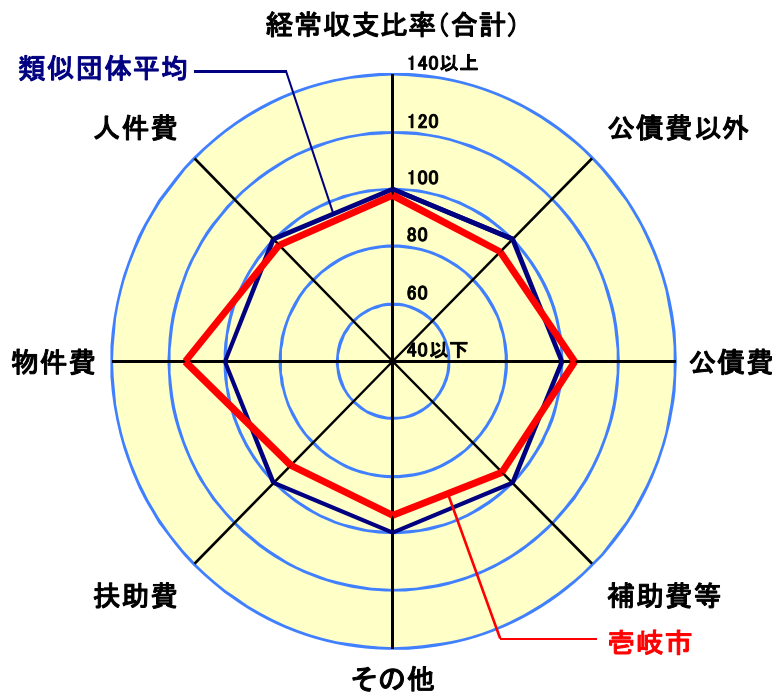 経常収支比率(合計)
類似団体平均
140以上
人件費
120
公債費以外
100
80
60
物件費
40以下
公債費
扶助費
補助費等
壱岐市
その他